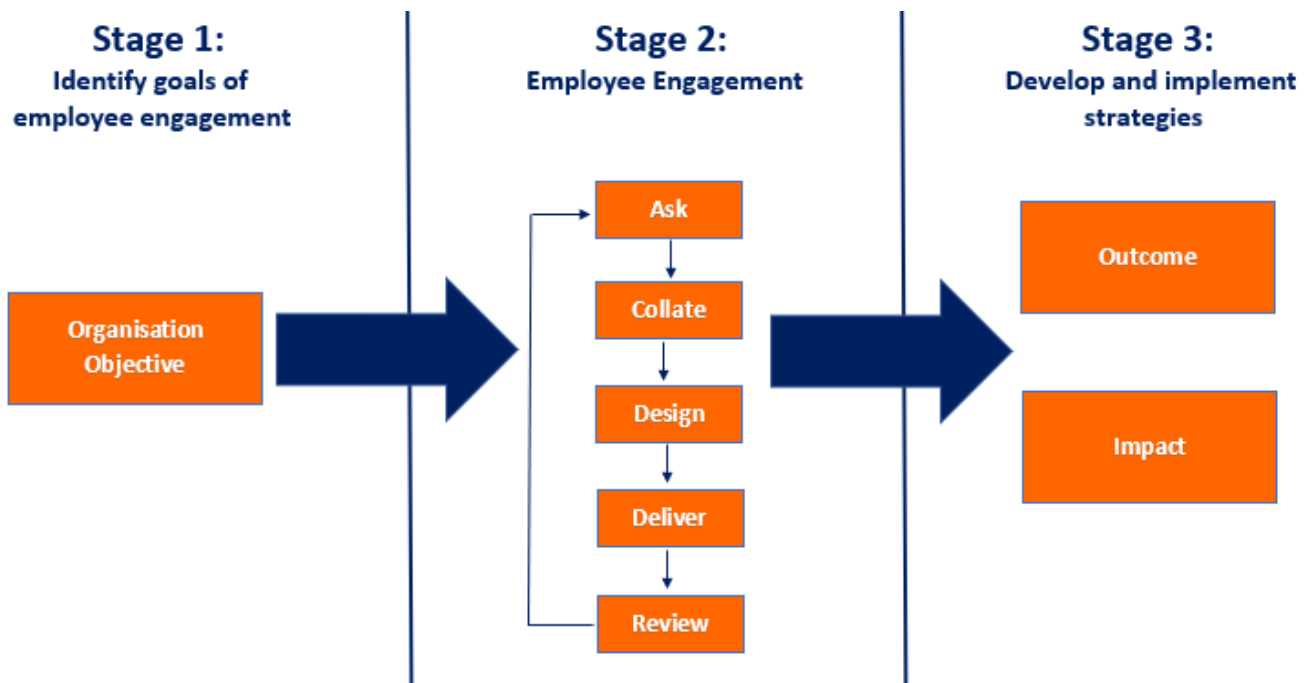 Stage 1:
Identify goals of
employee engagement
Organisation
Objective
Stage 2:
Employee Engagement
Ask
Collate
Design
Deliver
Review
Stage 3:
Develop and implement
strategies
Outcome
Impact